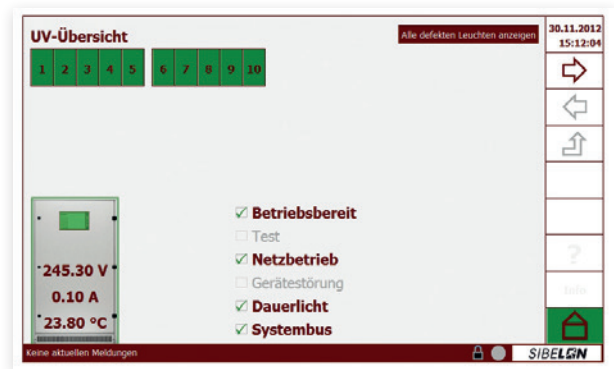 UV-Übersicht
Alle defekten Leuchten anzeigen
30.11.2012
15:12:04
1 2 3 4 5 6 7 8 9 10
Betriebsbereit
Test
Netzbetrieb
Gerätestörung
Dauerlicht
Systembus
245.30 V
0.10 A
23.80 °C
?
Info
Keine aktuellen Meldungen
SIBELON